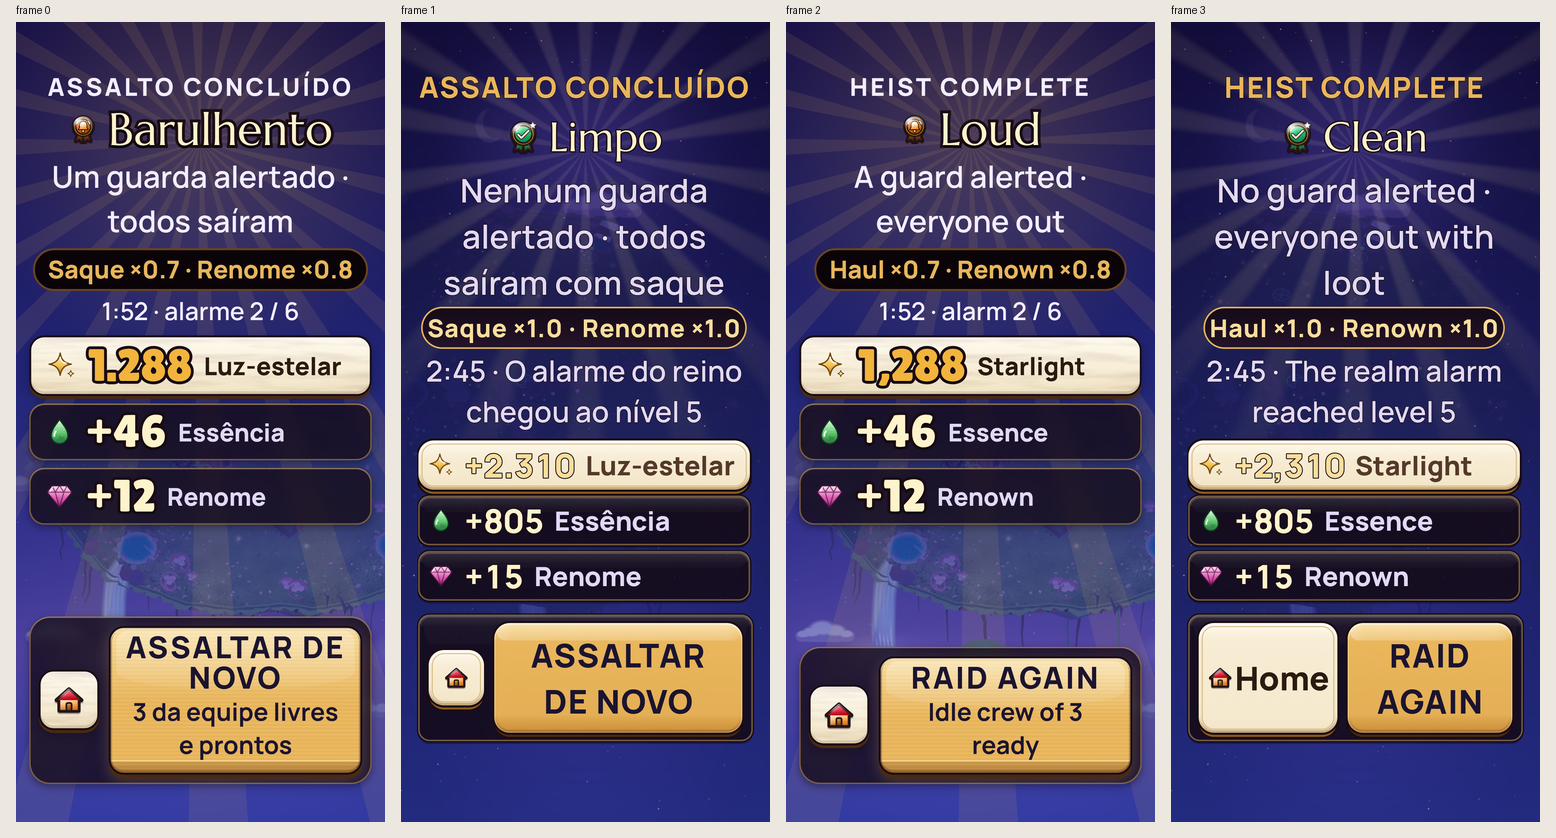 frame 0
ASSALTO CONCLUÍDO
Barulhento
Um guarda alertado ·
todos saíram
Saque ×0.7 · Renome ×0.8
1:52 · alarme 2 / 6
1.288 Luz-estelar
+46 Essência
+12 Renome
ASSALTAR DE
NOVO
3 da equipe livres
e prontos
frame 1
ASSALTO CONCLUÍDO
Limpo
Nenhum guarda
alertado · todos
saíram com saque
Saque ×1.0 · Renome ×1.0
2:45 · O alarme do reino
chegou ao nível 5
+2.310 Luz-estelar
+805 Essência
+15 Renome
ASSALTAR
DE NOVO
frame 2
HEIST COMPLETE
Loud
A guard alerted ·
everyone out
Haul ×0.7 · Renown ×0.8
1:52 · alarm 2 / 6
1,288 Starlight
+46 Essence
+12 Renown
RAID AGAIN
Idle crew of 3
ready
frame 3
HEIST COMPLETE
Clean
No guard alerted ·
everyone out with
loot
Haul ×1.0 · Renown ×1.0
2:45 · The realm alarm
reached level 5
+2,310 Starlight
+805 Essence
+15 Renown
Home
RAID
AGAIN